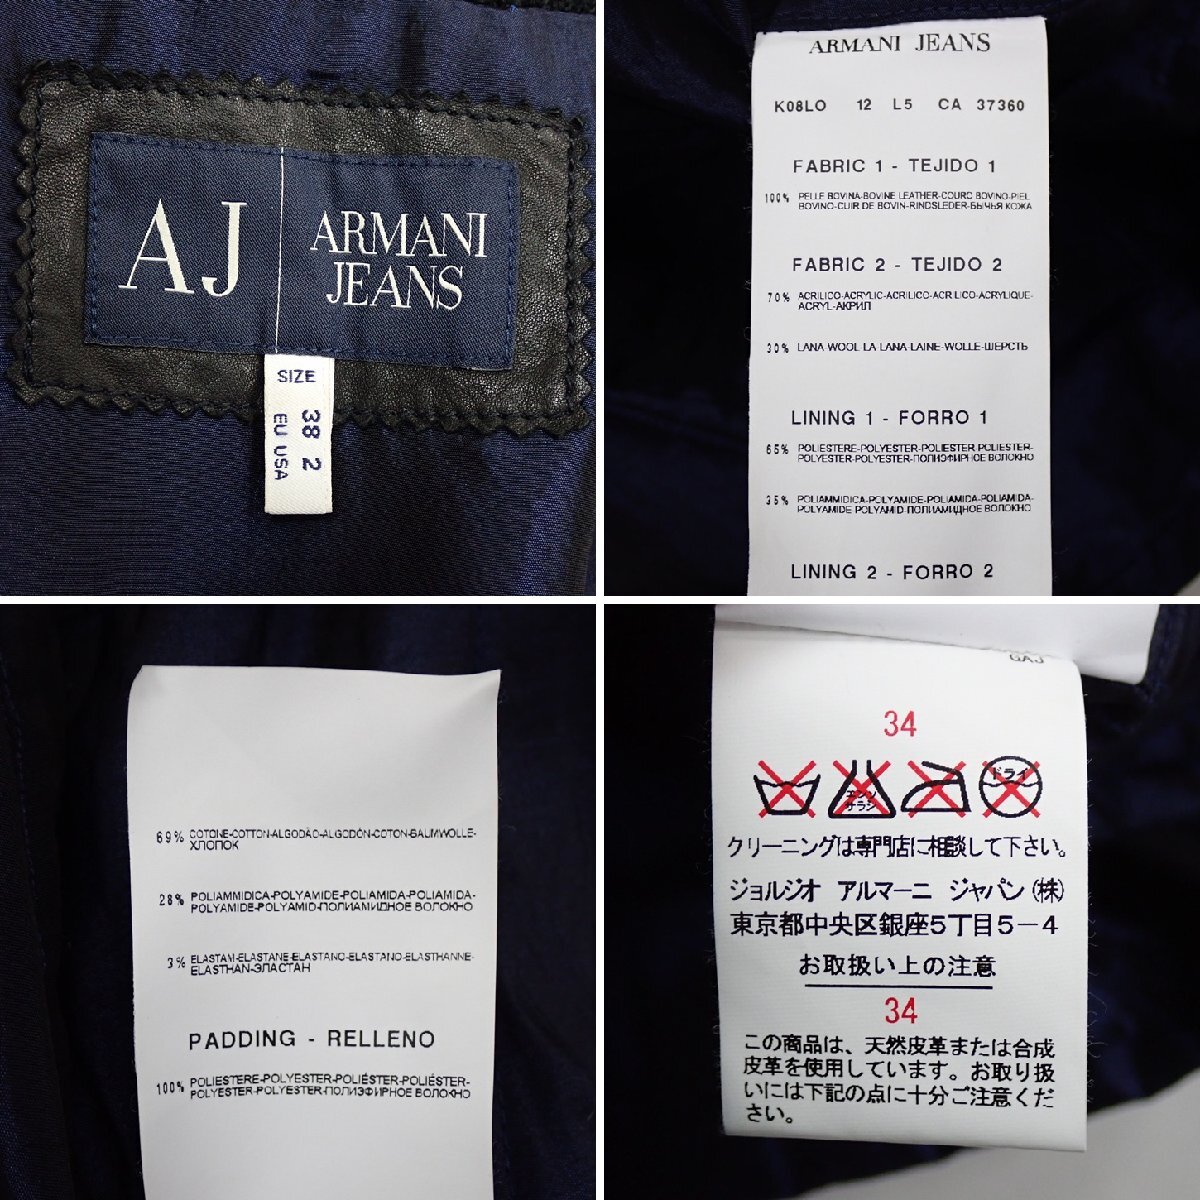 AJ
ARMANI
JEANS
SIZE
38 2
EU USA
ARMANI JEANS
K08LO 12 L5 CA 37360
FABRIC 1 - TEJIDO 1
100% PELLE BOVINA-BOVINE LEATHER-COURO BOVINO-PIEL
BOVINO-CUIR DE BOVIN-RINDSLEDER-БЫЧЬЯ КОЖА
FABRIC 2 - TEJIDO 2
70% ACRILICO-ACRYLIC-ACRILICO-ACRILICO-ACRYLIQUE-
ACRYL-АКРИЛ
30% LANA WOOL LA LANA-LAINE-WOLLE-ШЕРСТЬ
LINING 1 - FORRO 1
65% POLIESTERE-POLYESTER-POLIESTER POLIESTER-
POLYESTER-POLYESTER-ПОЛИЭФИРНОЕ ВОЛОКНО
35% POLIAMMIDICA-POLYAMIDE-POLIAMIDA-POLIAMIDA-
POLYAMIDE POLYAMID-ПОЛИАМИДНОЕ ВОЛОКНО
LINING 2 - FORRO 2
69% COTONE-COTTON-ALGODÃO-ALGODÓN-COTON-BAUMWOLLE-
ХЛОПОК
28% POLIAMMIDICA-POLYAMIDE-POLIAMIDA-POLIAMIDA-
POLYAMIDE-POLYAMID-ПОЛИАМИДНОЕ ВОЛОКНО
3% ELASTAM-ELASTANE-ELASTANO-ELASTANO-ELASTHANNE-
ELASTHAN-ЭЛАСТАН
PADDING - RELLENO
100% POLIESTERE-POLYESTER-POLIÉSTER-POLIÉSTER-
POLYESTER-POLYESTER-ПОЛИЭФИРНОЕ ВОЛОКНО
GAJ
34
エンソ
サラシ
ドライ
クリーニングは専門店に相談して下さい。
ジョルジオ アルマーニ ジャパン(株)
東京都中央区銀座5丁目5-4
お取扱い上の注意
34
この商品は、天然皮革または合成
皮革を使用しています。お取り扱
いには下記の点に十分ご注意くだ
さい。